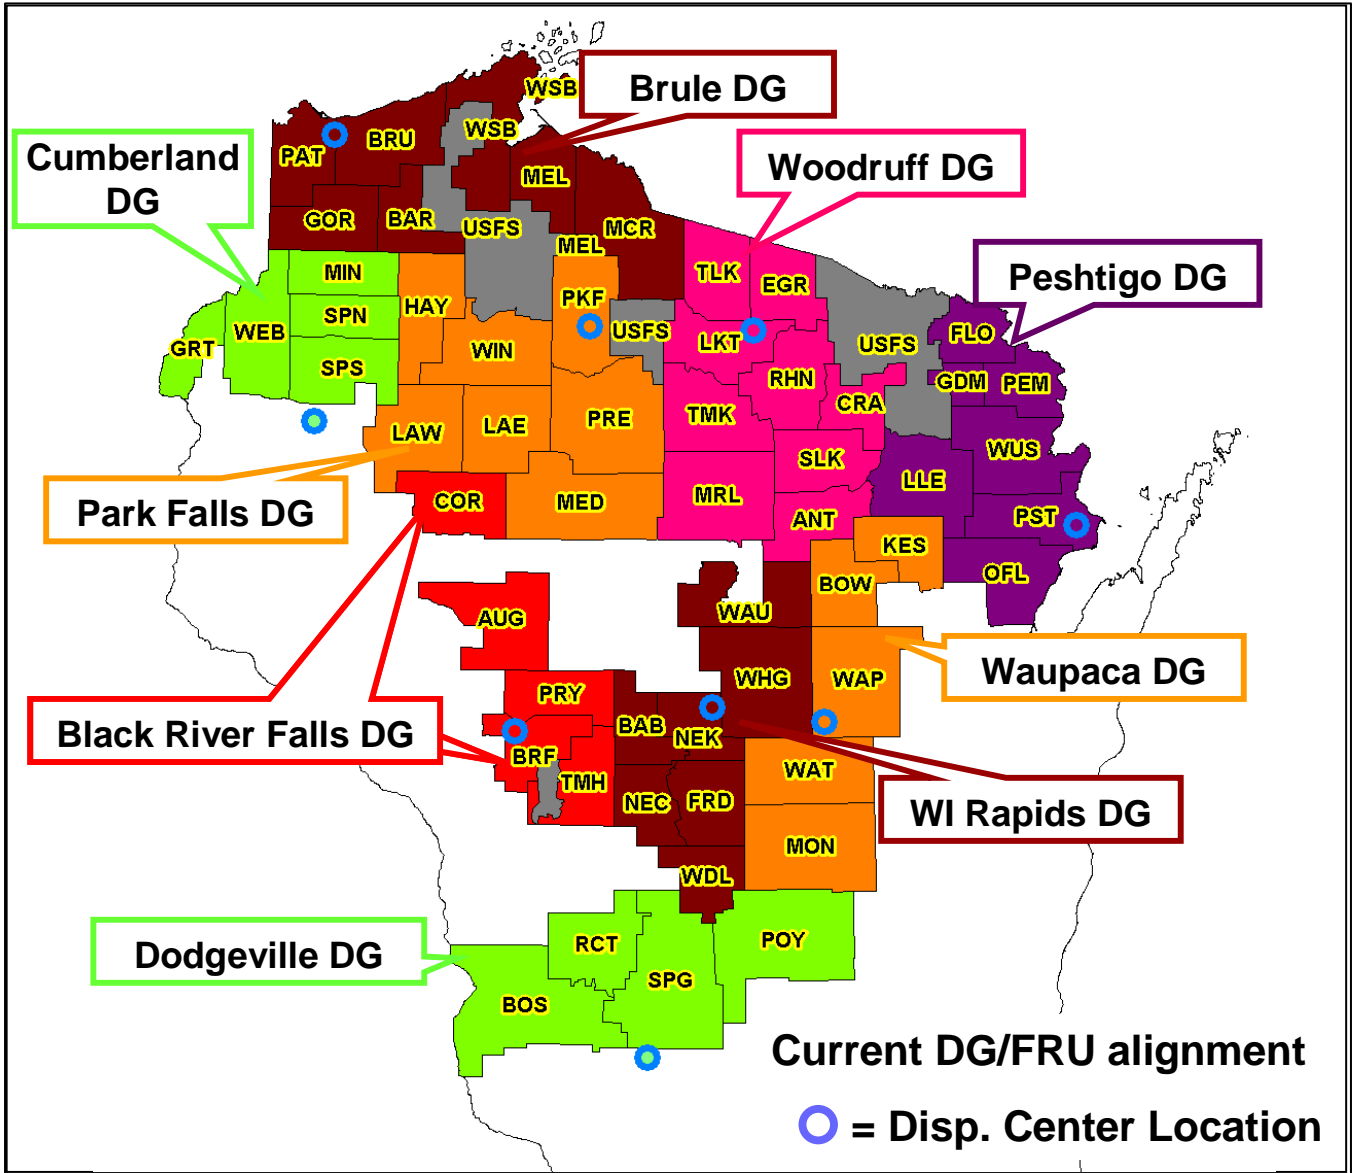 WSB
Brule DG
WSB
BRU
PAT
Cumberland
DG
Woodruff DG
MEL
GOR
BAR
USFS
MCR
MEL
MIN
TLK
EGR
Peshtigo DG
HAY
PKF
SPN
WEB
USFS
FLO
GRT
WIN
LKT
USFS
SPS
RHN
GDM
PEM
CRA
TMK
PRE
LAE
LAW
WUS
SLK
LLE
MRL
COR
MED
Park Falls DG
ANT
PST
KES
OFL
BOW
WAU
AUG
Waupaca DG
WHG
WAP
PRY
BAB
Black River Falls DG
NEK
BRF
WAT
TMH
NEC
FRD
WI Rapids DG
MON
WDL
POY
RCT
Dodgeville DG
SPG
BOS
Current DG/FRU alignment
= Disp. Center Location